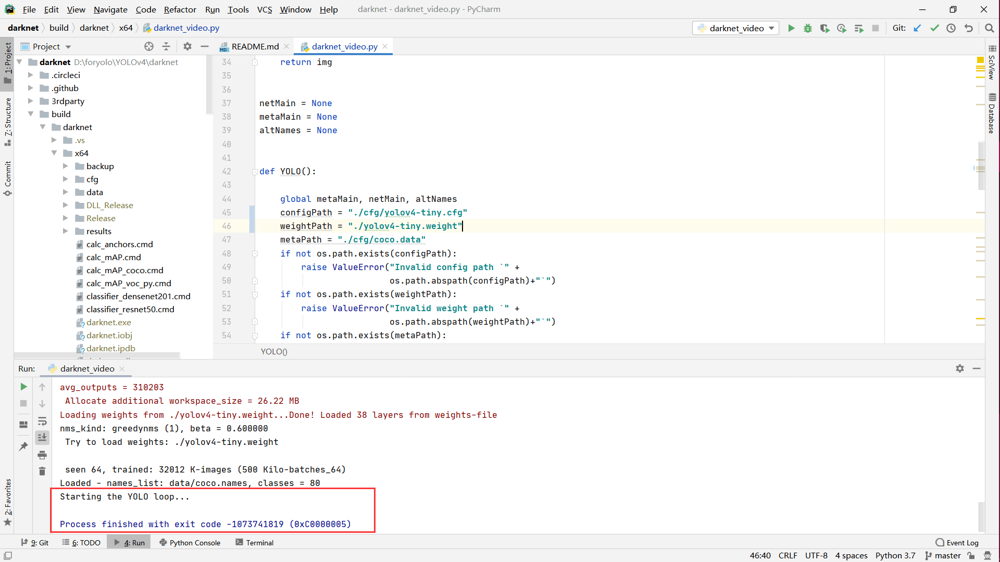 File Edit View Navigate Code Refactor Run Tools VCS Window Help darknet - darknet_video.py - PyCharm
darknet build darknet x64 darknet_video.py
darknet_video
Git:
1: Project
7: Structure
Commit
2: Favorites
Project
darknet D:\foryolo\YOLOv4\darknet
.circleci
.github
3rdparty
build
darknet
.vs
x64
backup
cfg
data
DLL_Release
Release
results
calc_anchors.cmd
calc_mAP.cmd
calc_mAP_coco.cmd
calc_mAP_voc_py.cmd
classifier_densenet201.cmd
classifier_resnet50.cmd
darknet.exe
darknet.iobj
darknet.ipdb
README.md
darknet_video.py
34 return img
35
36
37 netMain = None
38 metaMain = None
39 altNames = None
40
41
42 def YOLO():
43
44 global metaMain, netMain, altNames
45 configPath = "./cfg/yolov4-tiny.cfg"
46 weightPath = "./yolov4-tiny.weight"
47 metaPath = "./cfg/coco.data"
48 if not os.path.exists(configPath):
49 raise ValueError("Invalid config path `" +
50 os.path.abspath(configPath)+"`")
51 if not os.path.exists(weightPath):
52 raise ValueError("Invalid weight path `" +
53 os.path.abspath(weightPath)+"`")
54 if not os.path.exists(metaPath):
YOLO()
SciView
Database
Run: darknet_video
avg_outputs = 310203
Allocate additional workspace_size = 26.22 MB
Loading weights from ./yolov4-tiny.weight...Done! Loaded 38 layers from weights-file
nms_kind: greedynms (1), beta = 0.600000
Try to load weights: ./yolov4-tiny.weight
seen 64, trained: 32012 K-images (500 Kilo-batches_64)
Loaded - names_list: data/coco.names, classes = 80
Starting the YOLO loop...
Process finished with exit code -1073741819 (0xC0000005)
9: Git 6: TODO 4: Run Python Console Terminal Event Log
46:40 CRLF UTF-8 4 spaces Python 3.7 master